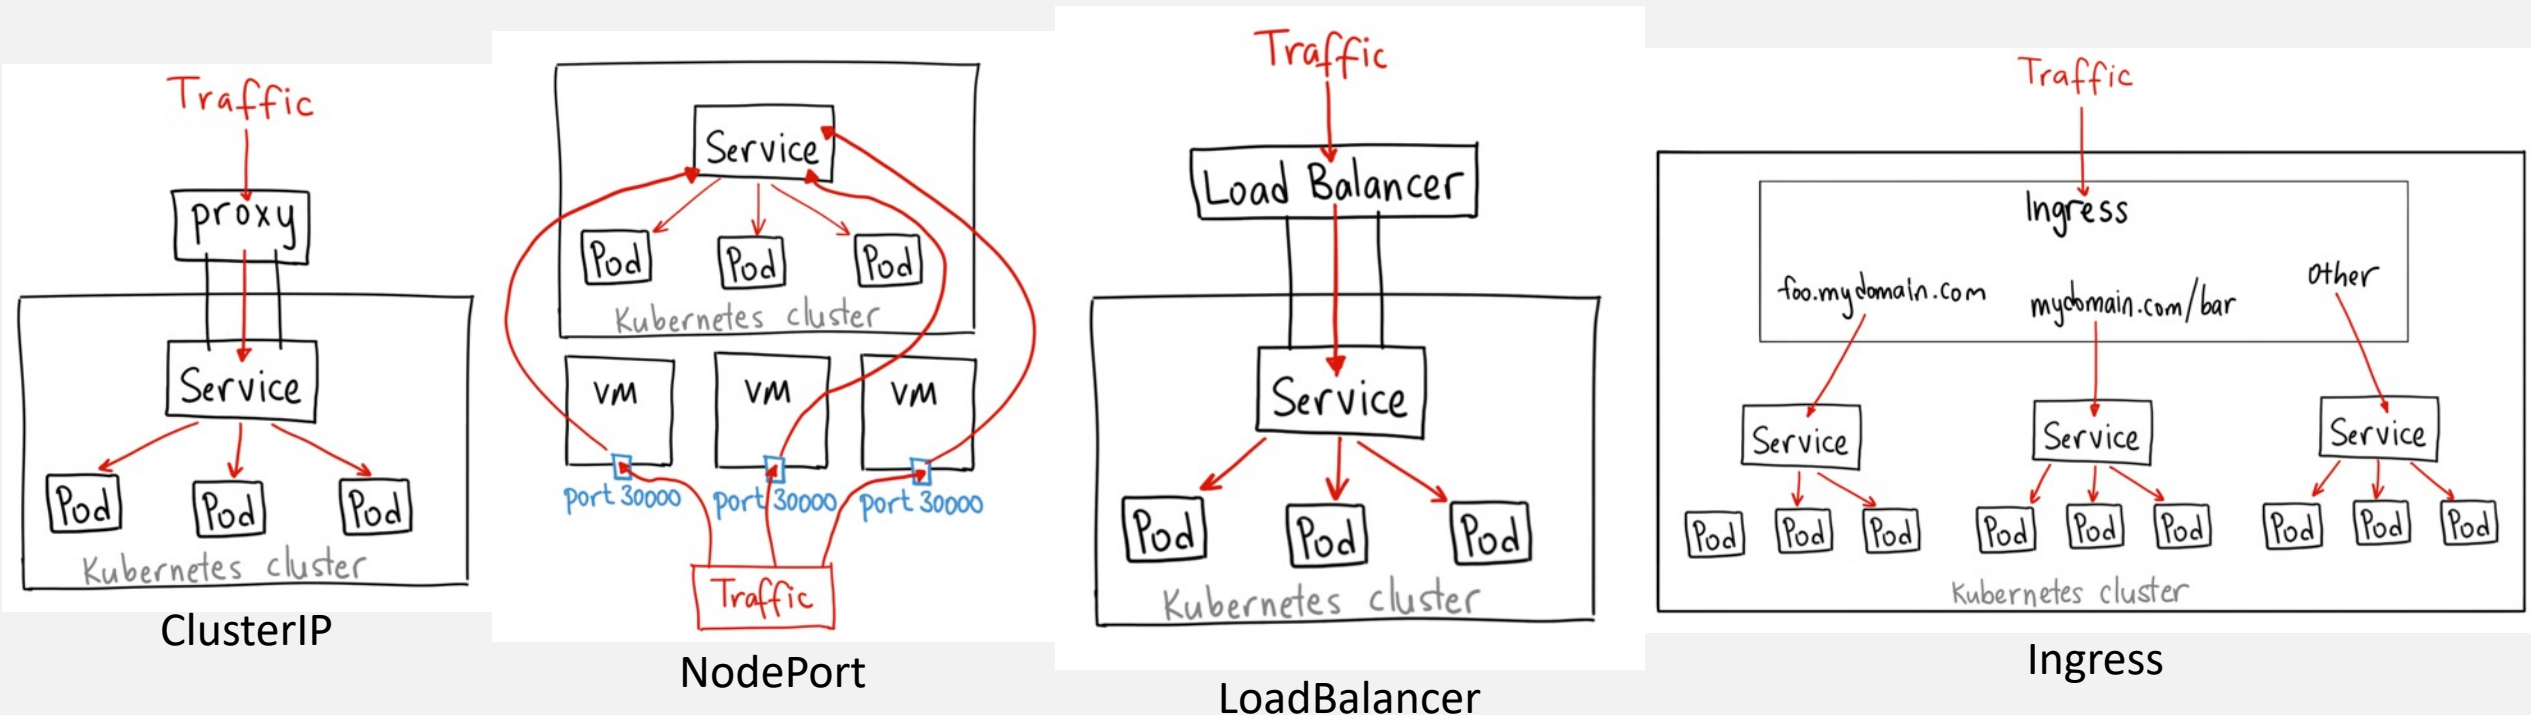 Traffic
proxy
Service
Pod Pod Pod
Kubernetes cluster
ClusterIP
Service
Pod Pod Pod
Kubernetes cluster
VM VM VM
port 30000 port 30000 port 30000
Traffic
NodePort
Traffic
Load Balancer
Service
Pod Pod Pod
Kubernetes cluster
LoadBalancer
Traffic
Ingress
foo.mydomain.com mydomain.com/bar Other
Service Service Service
Pod Pod Pod Pod Pod Pod Pod Pod Pod
Kubernetes cluster
Ingress